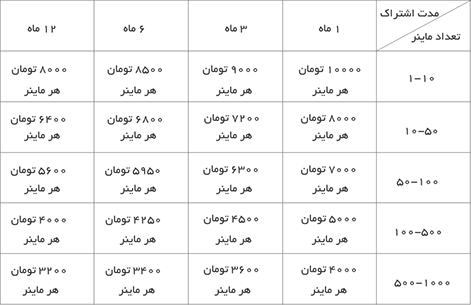 مدت اشتراک
تعداد ماینر
۱ ماه
۳ ماه
۶ ماه
۱۲ ماه
۱-۱۰
۱۰۰۰۰ تومان
هر ماینر
۹۰۰۰ تومان
هر ماینر
۸۵۰۰ تومان
هر ماینر
۸۰۰۰ تومان
هر ماینر
۱۰-۵۰
۸۰۰۰ تومان
هر ماینر
۷۲۰۰ تومان
هر ماینر
۶۸۰۰ تومان
هر ماینر
۶۴۰۰ تومان
هر ماینر
۵۰-۱۰۰
۷۰۰۰ تومان
هر ماینر
۶۳۰۰ تومان
هر ماینر
۵۹۵۰ تومان
هر ماینر
۵۶۰۰ تومان
هر ماینر
۱۰۰-۵۰۰
۵۰۰۰ تومان
هر ماینر
۴۵۰۰ تومان
هر ماینر
۴۲۵۰ تومان
هر ماینر
۴۰۰۰ تومان
هر ماینر
۵۰۰-۱۰۰۰
۴۰۰۰ تومان
هر ماینر
۳۶۰۰ تومان
هر ماینر
۳۴۰۰ تومان
هر ماینر
۳۲۰۰ تومان
هر ماینر